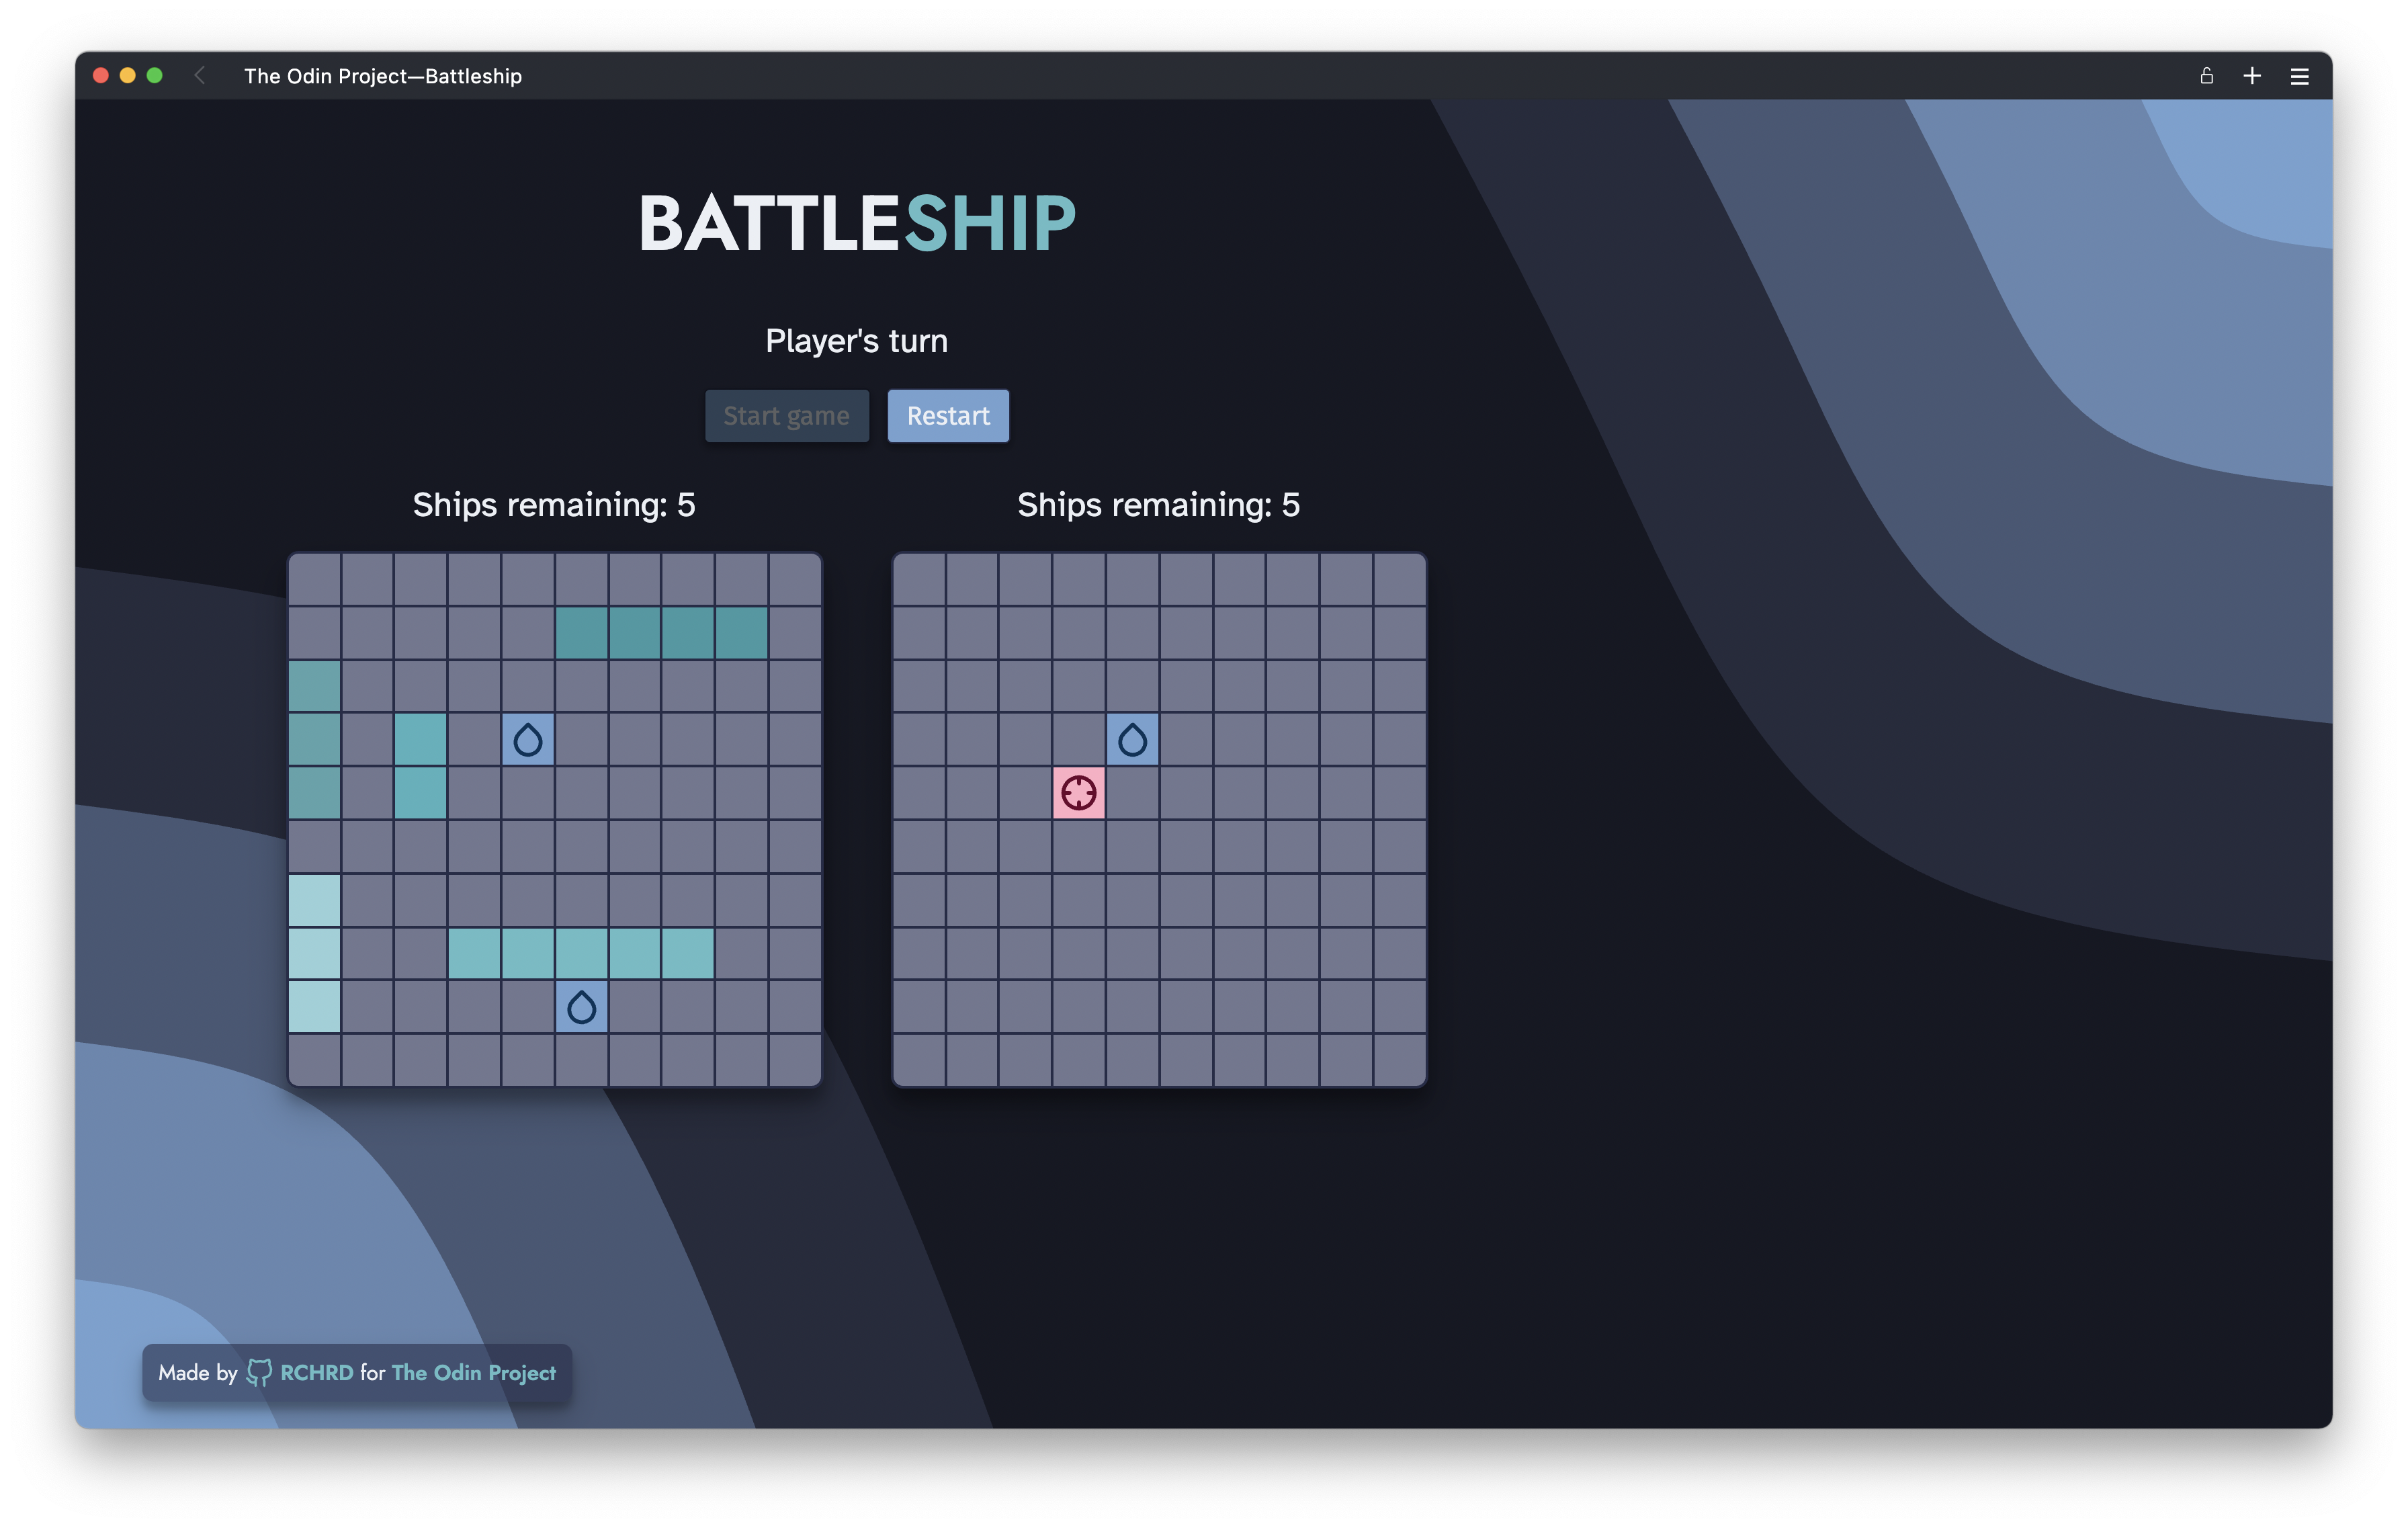 The Odin Project—Battleship
BATTLESHIP
Player's turn
Start game Restart
Ships remaining: 5 Ships remaining: 5
Made by RCHRD for The Odin Project